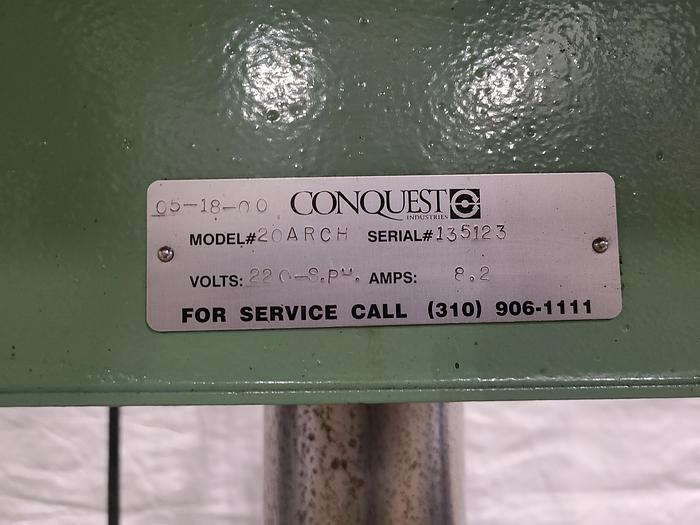 05-18-00 CONQUEST
INDUSTRIES
MODEL# 20ARCH SERIAL# 135123
VOLTS: 220-S.PH. AMPS: 8.2
FOR SERVICE CALL (310) 906-1111